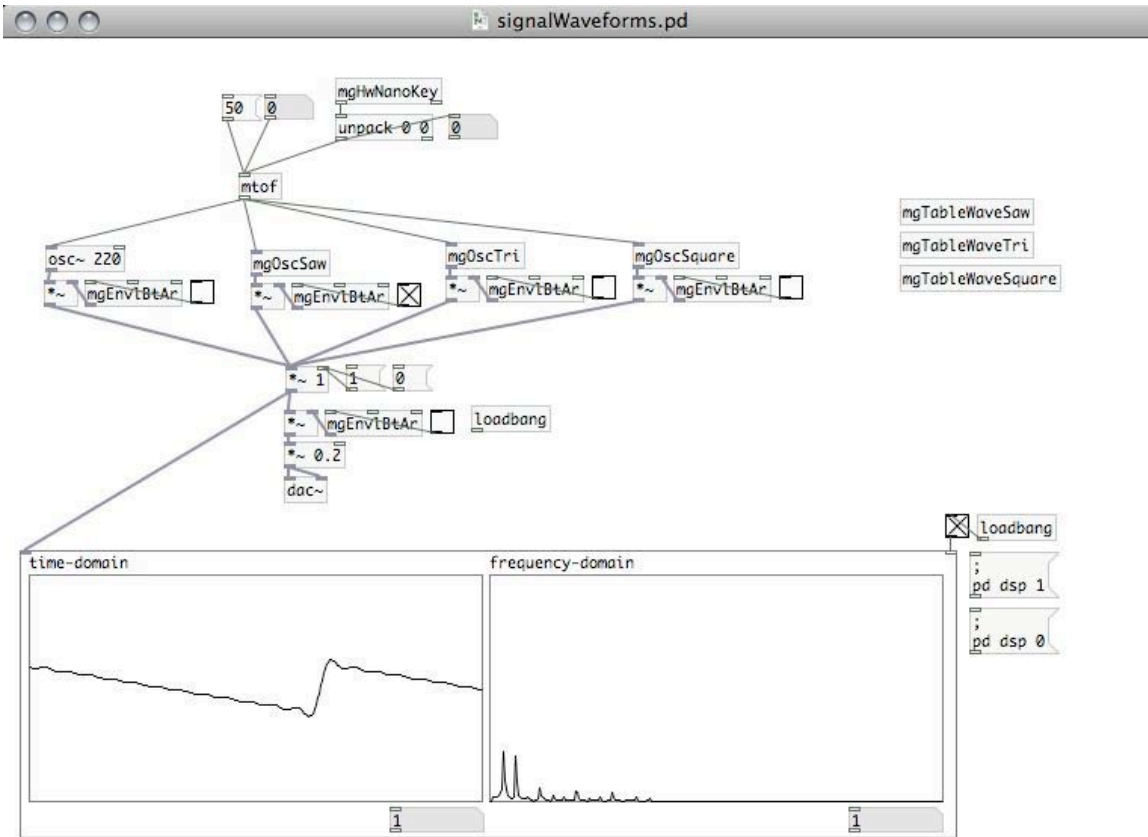 signalWaveforms.pd
mgHwNanoKey
50 0
unpack 0 0 0
mtof
mgTableWaveSaw
osc~ 220 mgOscSaw mgOscTri mgOscSquare
mgTableWaveTri
*~ mgEnvlBtAr *~ mgEnvlBtAr *~ mgEnvlBtAr *~ mgEnvlBtAr
mgTableWaveSquare
*~ 1 1 0
*~ mgEnvlBtAr loadbang
*~ 0.2
dac~
loadbang
time-domain frequency-domain
;
pd dsp 1
;
pd dsp 0
1 1